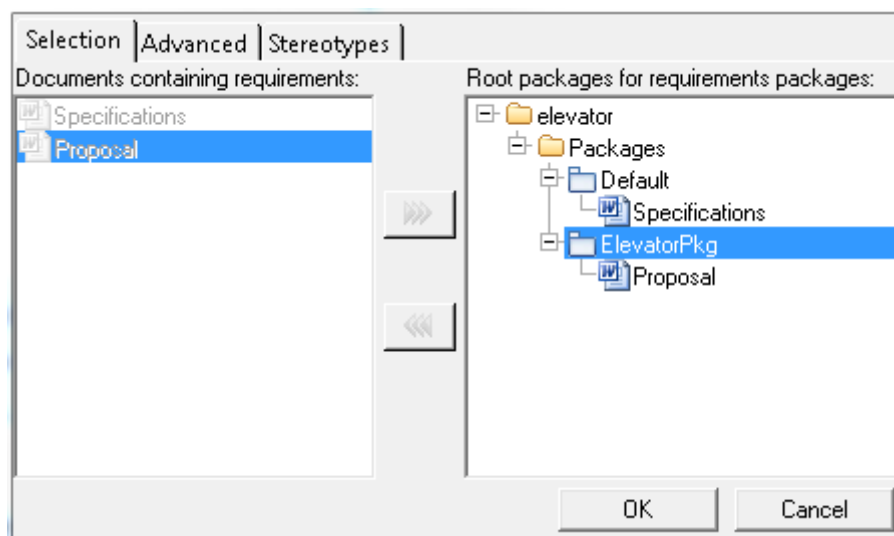 Selection Advanced Stereotypes
Documents containing requirements:
Specifications
Proposal
Root packages for requirements packages:
elevator
Packages
Default
Specifications
ElevatorPkg
Proposal
OK Cancel